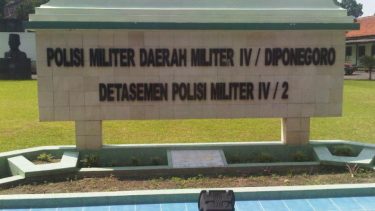 POLISI MILITER DAERAH MILITER IV / DIPONEGORO
DETASEMEN POLISI MILITER IV / 2